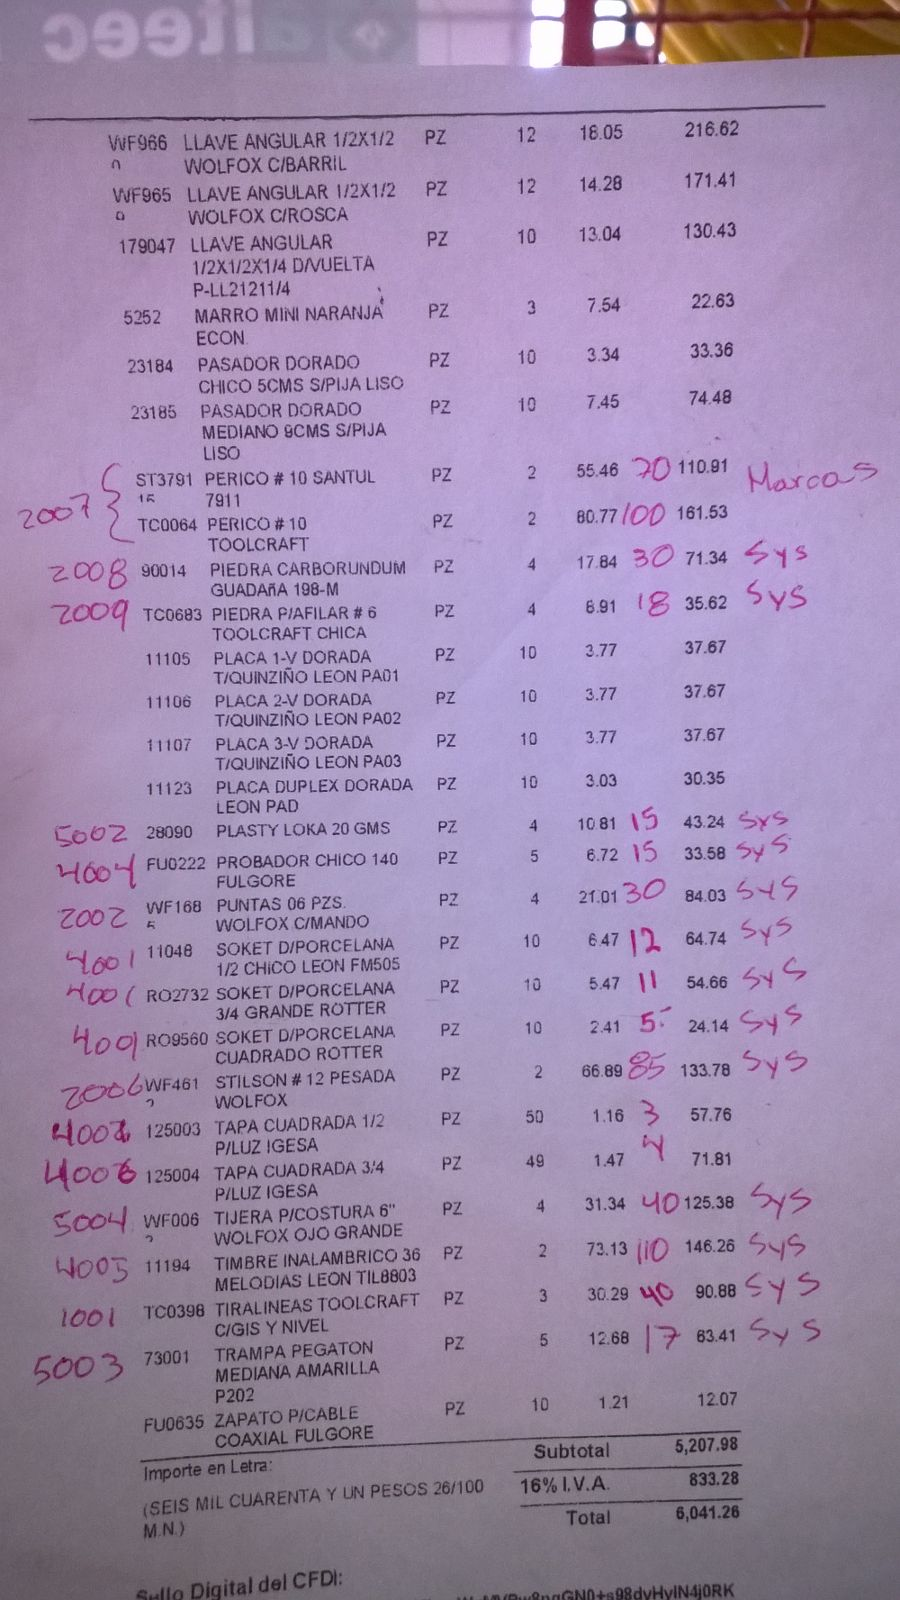 aliteec
WF966 LLAVE ANGULAR 1/2X1/2 PZ 12 18.05 216.62
0 WOLFOX C/BARRIL
WF965 LLAVE ANGULAR 1/2X1/2 PZ 12 14.28 171.41
0 WOLFOX C/ROSCA
179047 LLAVE ANGULAR PZ 10 13.04 130.43
1/2X1/2X1/4 D/VUELTA
P-LL21211/4
5252 MARRO MINI NARANJA PZ 3 7.54 22.63
ECON.
23184 PASADOR DORADO PZ 10 3.34 33.36
CHICO 5CMS S/PIJA LISO
23185 PASADOR DORADO PZ 10 7.45 74.48
MEDIANO 9CMS S/PIJA
LISO
2007 { ST3791 PERICO # 10 SANTUL PZ 2 55.46 70 110.91 Marcas
15 7911
TC0064 PERICO # 10 PZ 2 80.77 100 161.53
TOOLCRAFT
2008 90014 PIEDRA CARBORUNDUM PZ 4 17.84 30 71.34 Sys
GUADAñA 198-M
2009 TC0683 PIEDRA P/AFILAR # 6 PZ 4 8.91 18 35.62 Sys
TOOLCRAFT CHICA
11105 PLACA 1-V DORADA PZ 10 3.77 37.67
T/QUINZIÑO LEON PA01
11106 PLACA 2-V DORADA PZ 10 3.77 37.67
T/QUINZIÑO LEON PA02
11107 PLACA 3-V DORADA PZ 10 3.77 37.67
T/QUINZIÑO LEON PA03
11123 PLACA DUPLEX DORADA PZ 10 3.03 30.35
LEON PAD
5002 28090 PLASTY LOKA 20 GMS PZ 4 10.81 15 43.24 Sys
4004 FU0222 PROBADOR CHICO 140 PZ 5 6.72 15 33.58 Sys
FULGORE
2002 WF168 PUNTAS 06 PZS. PZ 4 21.01 30 84.03 Sys
5 WOLFOX C/MANDO
4001 11048 SOKET D/PORCELANA PZ 10 6.47 12 64.74 Sys
1/2 CHICO LEON FM505
4001 RO2732 SOKET D/PORCELANA PZ 10 5.47 11 54.66 Sys
3/4 GRANDE ROTTER
4001 RO9560 SOKET D/PORCELANA PZ 10 2.41 5- 24.14 Sys
CUADRADO ROTTER
2006 WF461 STILSON # 12 PESADA PZ 2 66.89 85 133.78 Sys
2 WOLFOX
125003 TAPA CUADRADA 1/2 PZ 50 1.16 3 57.76
P/LUZ IGESA
125004 TAPA CUADRADA 3/4 PZ 49 1.47 4 71.81
P/LUZ IGESA
5004 WF006 TIJERA P/COSTURA 6" PZ 4 31.34 40 125.38 Sys
2 WOLFOX OJO GRANDE
4005 11194 TIMBRE INALAMBRICO 36 PZ 2 73.13 110 146.26 Sys
MELODIAS LEON TIL8803
1001 TC0398 TIRALINEAS TOOLCRAFT PZ 3 30.29 40 90.88 Sys
C/GIS Y NIVEL
5003 73001 TRAMPA PEGATON PZ 5 12.68 17 63.41 Sys
MEDIANA AMARILLA
P202
FU0635 ZAPATO P/CABLE PZ 10 1.21 12.07
COAXIAL FULGORE
Importe en Letra: Subtotal 5,207.98
(SEIS MIL CUARENTA Y UN PESOS 26/100 16% I.V.A. 833.28
M.N.) Total 6,041.26
Sello Digital del CFDI: